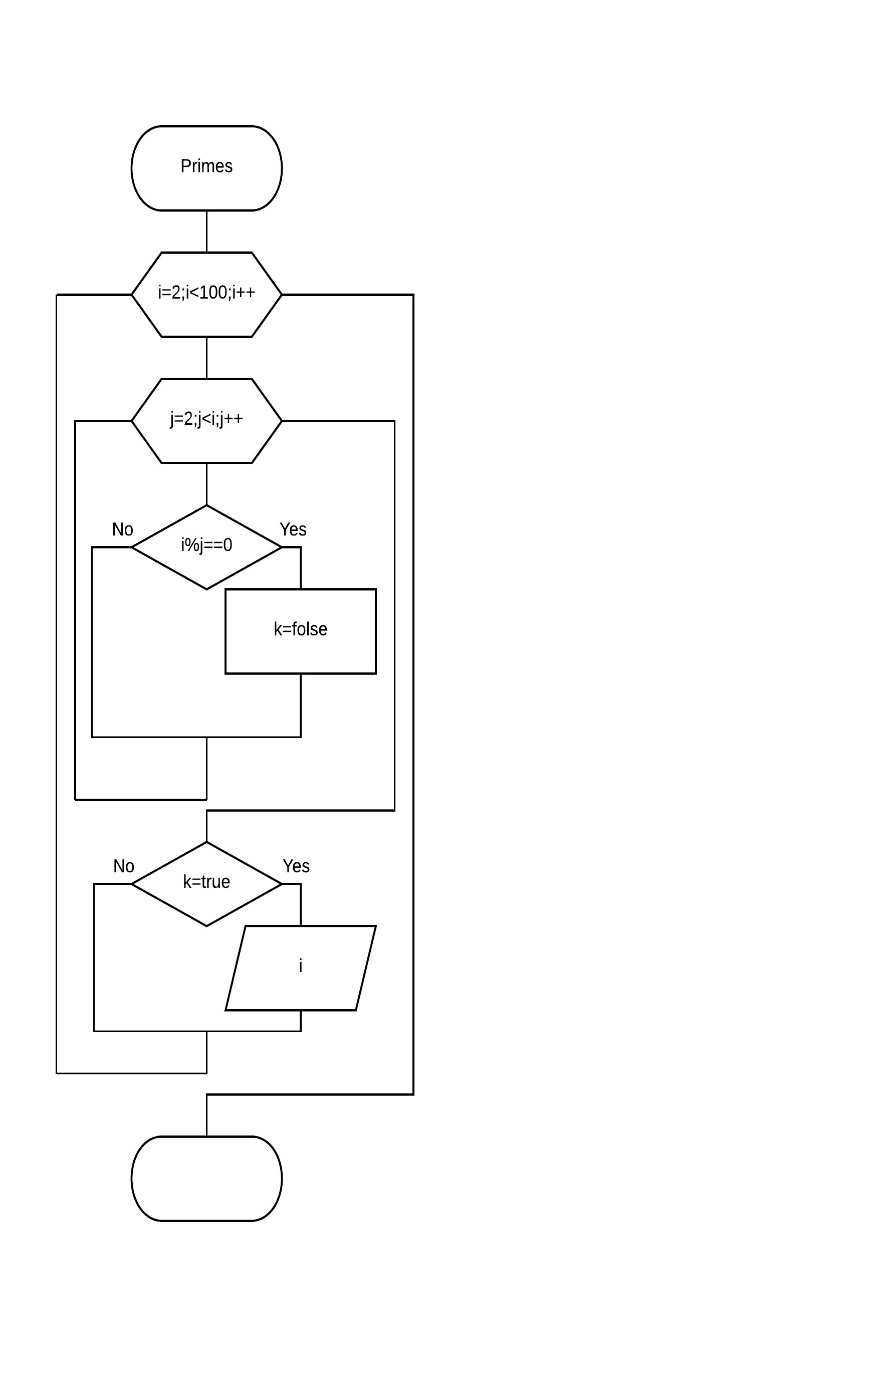 Primes
i=2;i<100;i++
j=2;j<i;j++
No
Yes
i%j==0
k=folse
No
Yes
k=true
i